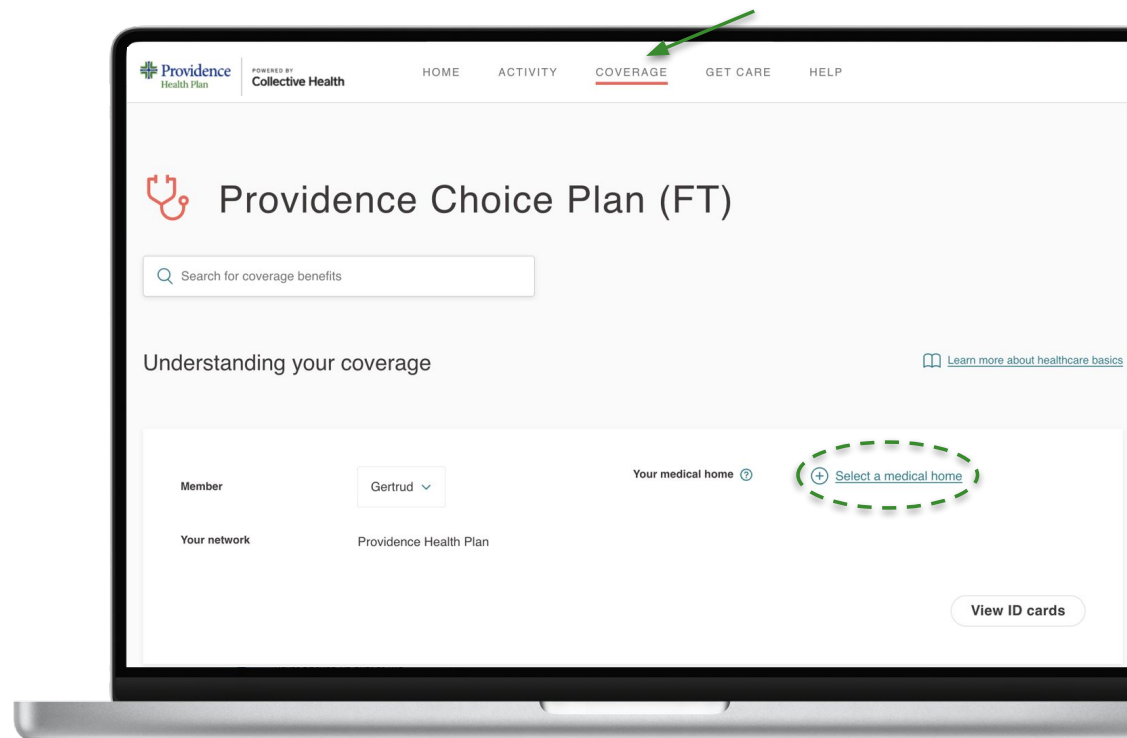 Providence
Health Plan
POWERED BY
Collective Health
HOME ACTIVITY COVERAGE GET CARE HELP
Providence Choice Plan (FT)
Search for coverage benefits
Understanding your coverage
Learn more about healthcare basics
Member
Gertrud
Your medical home ?
Select a medical home
Your network
Providence Health Plan
View ID cards